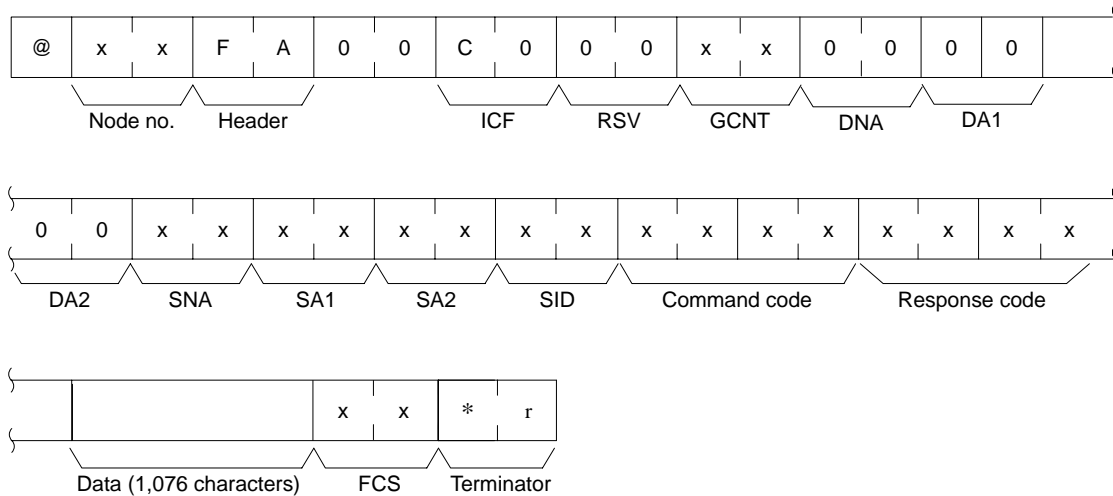 @ x x F A 0 0 C 0 0 0 x x 0 0 0 0
Node no. Header ICF RSV GCNT DNA DA1
0 0 x x x x x x x x x x x x x x x x
DA2 SNA SA1 SA2 SID Command code Response code
x x * r
Data (1,076 characters) FCS Terminator